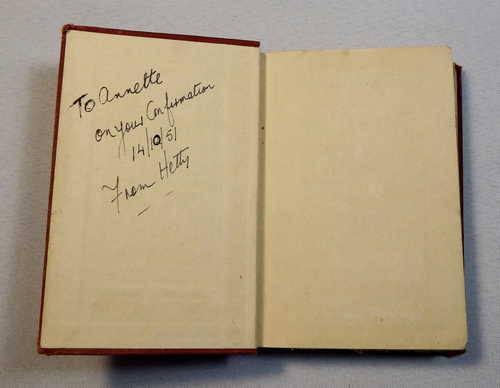 To Annette
on your Confirmation
14/10/51
From Hetty